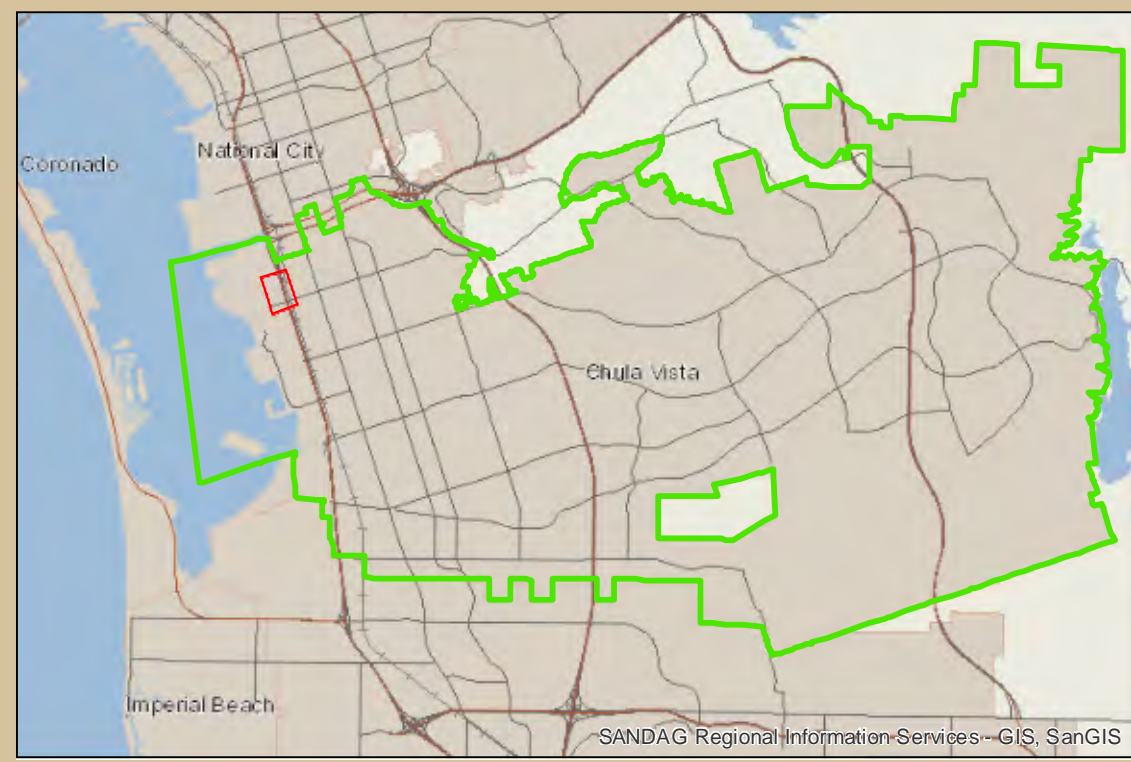 National City
Coronado
Chula Vista
Imperial Beach
SANDAG Regional Information Services - GIS, SanGIS